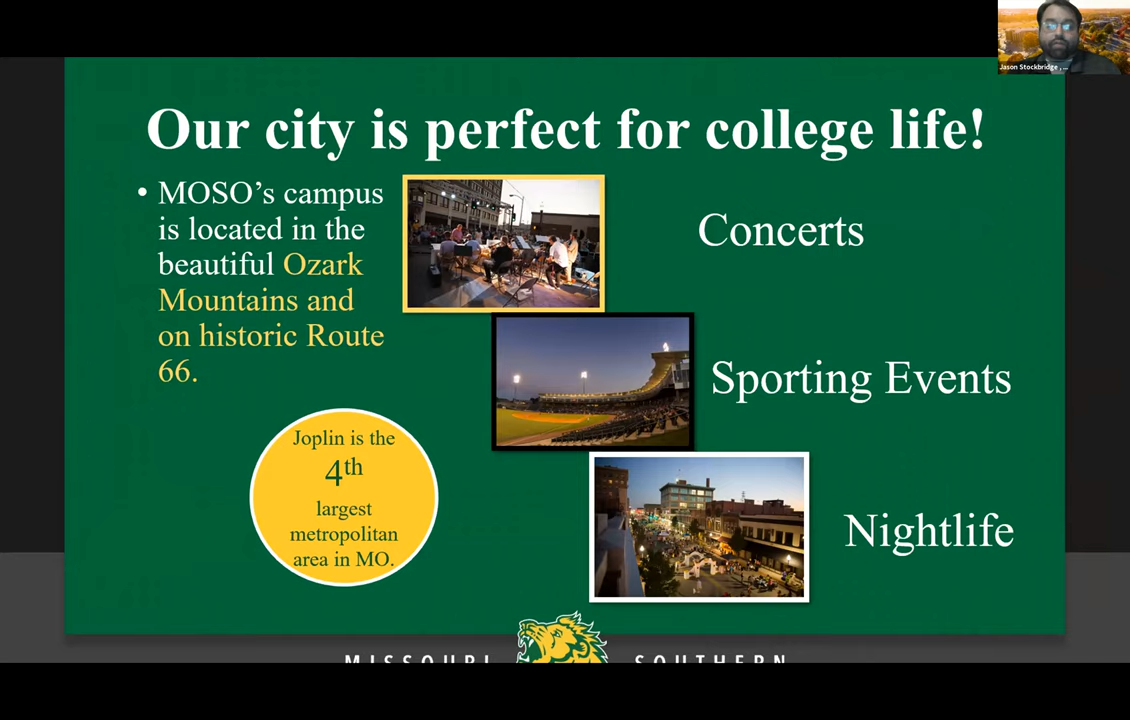 Jason Stockbridge , ...
Our city is perfect for college life!
• MOSO’s campus
is located in the
beautiful Ozark
Mountains and
on historic Route
66.
Concerts
Sporting Events
Nightlife
Joplin is the
4th
largest
metropolitan
area in MO.
MISSOURI SOUTHERN